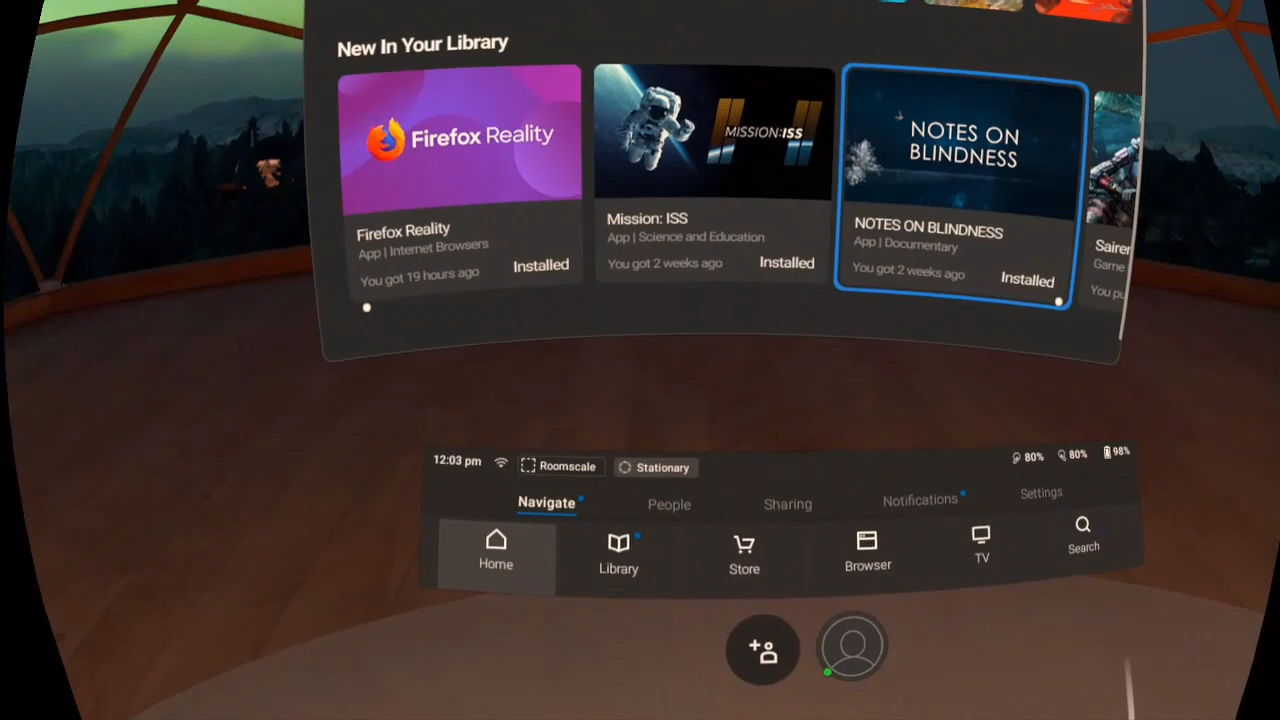 New In Your Library
Firefox Reality
MISSION:ISS
NOTES ON
BLINDNESS
Firefox Reality
App | Internet Browsers
You got 19 hours ago
Installed
Mission: ISS
App | Science and Education
You got 2 weeks ago
Installed
NOTES ON BLINDNESS
App | Documentary
You got 2 weeks ago
Installed
Game
12:03 pm
Roomscale
Stationary
80%
80%
98%
Navigate
People
Sharing
Notifications
Settings
Home
Library
Store
Browser
TV
Search